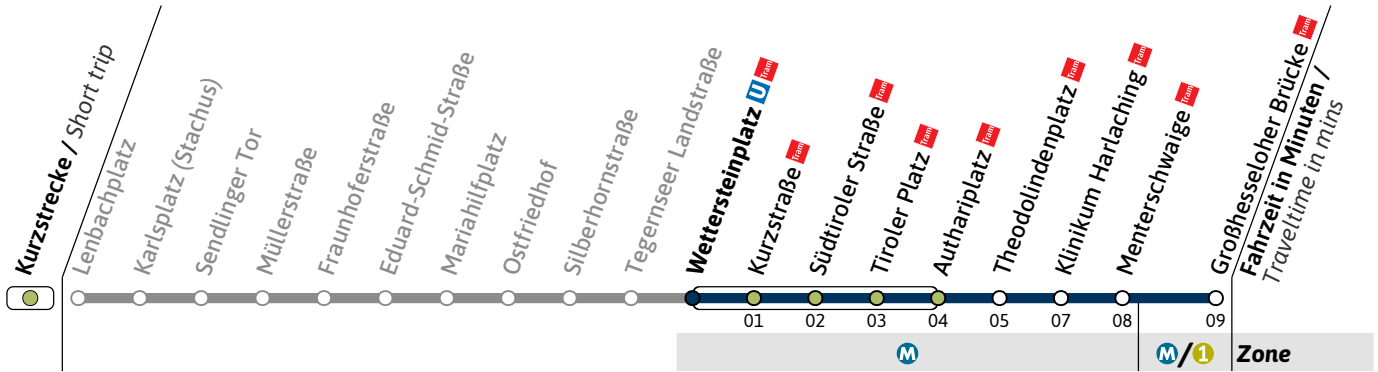 Kurzstrecke / Short trip
Lenbachplatz
Karlsplatz (Stachus)
Sendlinger Tor
Müllerstraße
Fraunhoferstraße
Eduard-Schmid-Straße
Mariahilfplatz
Ostfriedhof
Silberhornstraße
Tegernseer Landstraße
Wettersteinplatz U Tram
Kurzstraße Tram
Südtiroler Straße Tram
Tiroler Platz Tram
Authariplatz Tram
Theodolindenplatz Tram
Klinikum Harlaching Tram
Menterschwaige Tram
Großhesseloher Brücke Tram
Fahrzeit in Minuten /
Traveltime in mins
01 02 03 04 05 07 08 09
M M/1 Zone